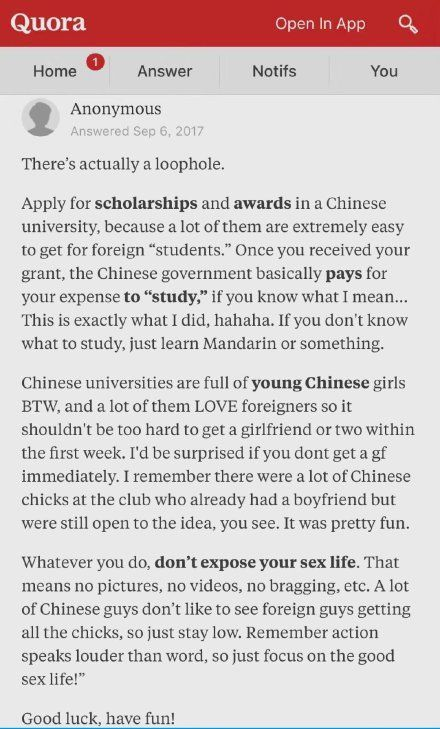 Quora
Open In App
Home
1
Answer
Notifs
You
Anonymous
Answered Sep 6, 2017
There's actually a loophole.
Apply for scholarships and awards in a Chinese
university, because a lot of them are extremely easy
to get for foreign “students.” Once you received your
grant, the Chinese government basically pays for
your expense to “study,” if you know what I mean...
This is exactly what I did, hahaha. If you don't know
what to study, just learn Mandarin or something.
Chinese universities are full of young Chinese girls
BTW, and a lot of them LOVE foreigners so it
shouldn't be too hard to get a girlfriend or two within
the first week. I'd be surprised if you dont get a gf
immediately. I remember there were a lot of Chinese
chicks at the club who already had a boyfriend but
were still open to the idea, you see. It was pretty fun.
Whatever you do, don't expose your sex life. That
means no pictures, no videos, no bragging, etc. A lot
of Chinese guys don't like to see foreign guys getting
all the chicks, so just stay low. Remember action
speaks louder than word, so just focus on the good
sex life!”
Good luck, have fun!